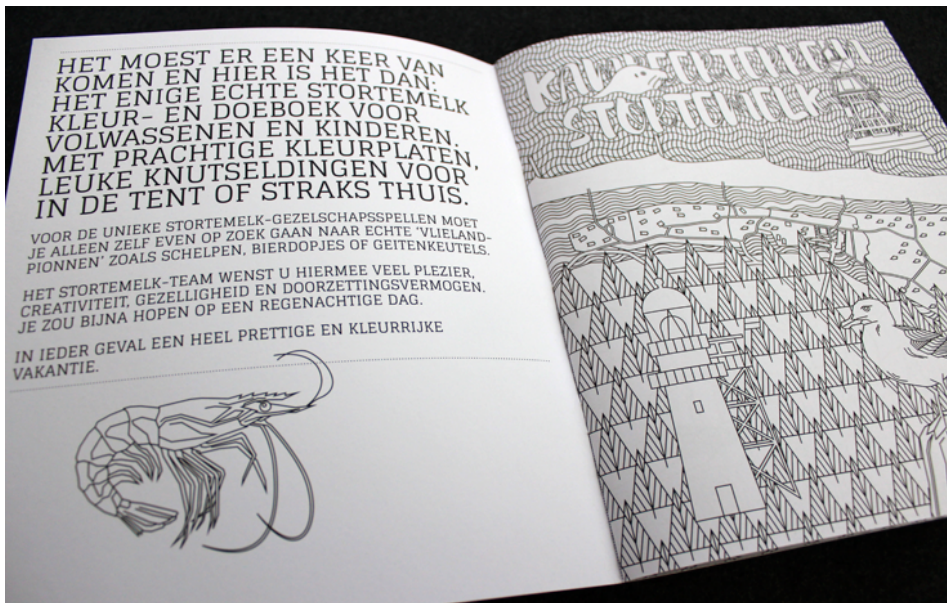 HET MOEST ER EEN KEER VAN
KOMEN EN HIER IS HET DAN:
HET ENIGE ECHTE STORTEMELK
KLEUR- EN DOEBOEK VOOR
VOLWASSENEN EN KINDEREN.
MET PRACHTIGE KLEURPLATEN,
LEUKE KNUTSELDINGEN VOOR
IN DE TENT OF STRAKS THUIS.
VOOR DE UNIEKE STORTEMELK-GEZELSCHAPSSPELLEN MOET
JE ALLEEN ZELF EVEN OP ZOEK GAAN NAAR ECHTE 'VLIELAND-
PIONNEN' ZOALS SCHELPEN, BIERDOPJES OF GEITENKEUTELS.
HET STORTEMELK-TEAM WENST U HIERMEE VEEL PLEZIER,
CREATIVITEIT, GEZELLIGHEID EN DOORZETTINGSVERMOGEN.
JE ZOU BIJNA HOPEN OP EEN REGENACHTIGE DAG.
IN IEDER GEVAL EEN HEEL PRETTIGE EN KLEURRIJKE
VAKANTIE.
STORTEMELK